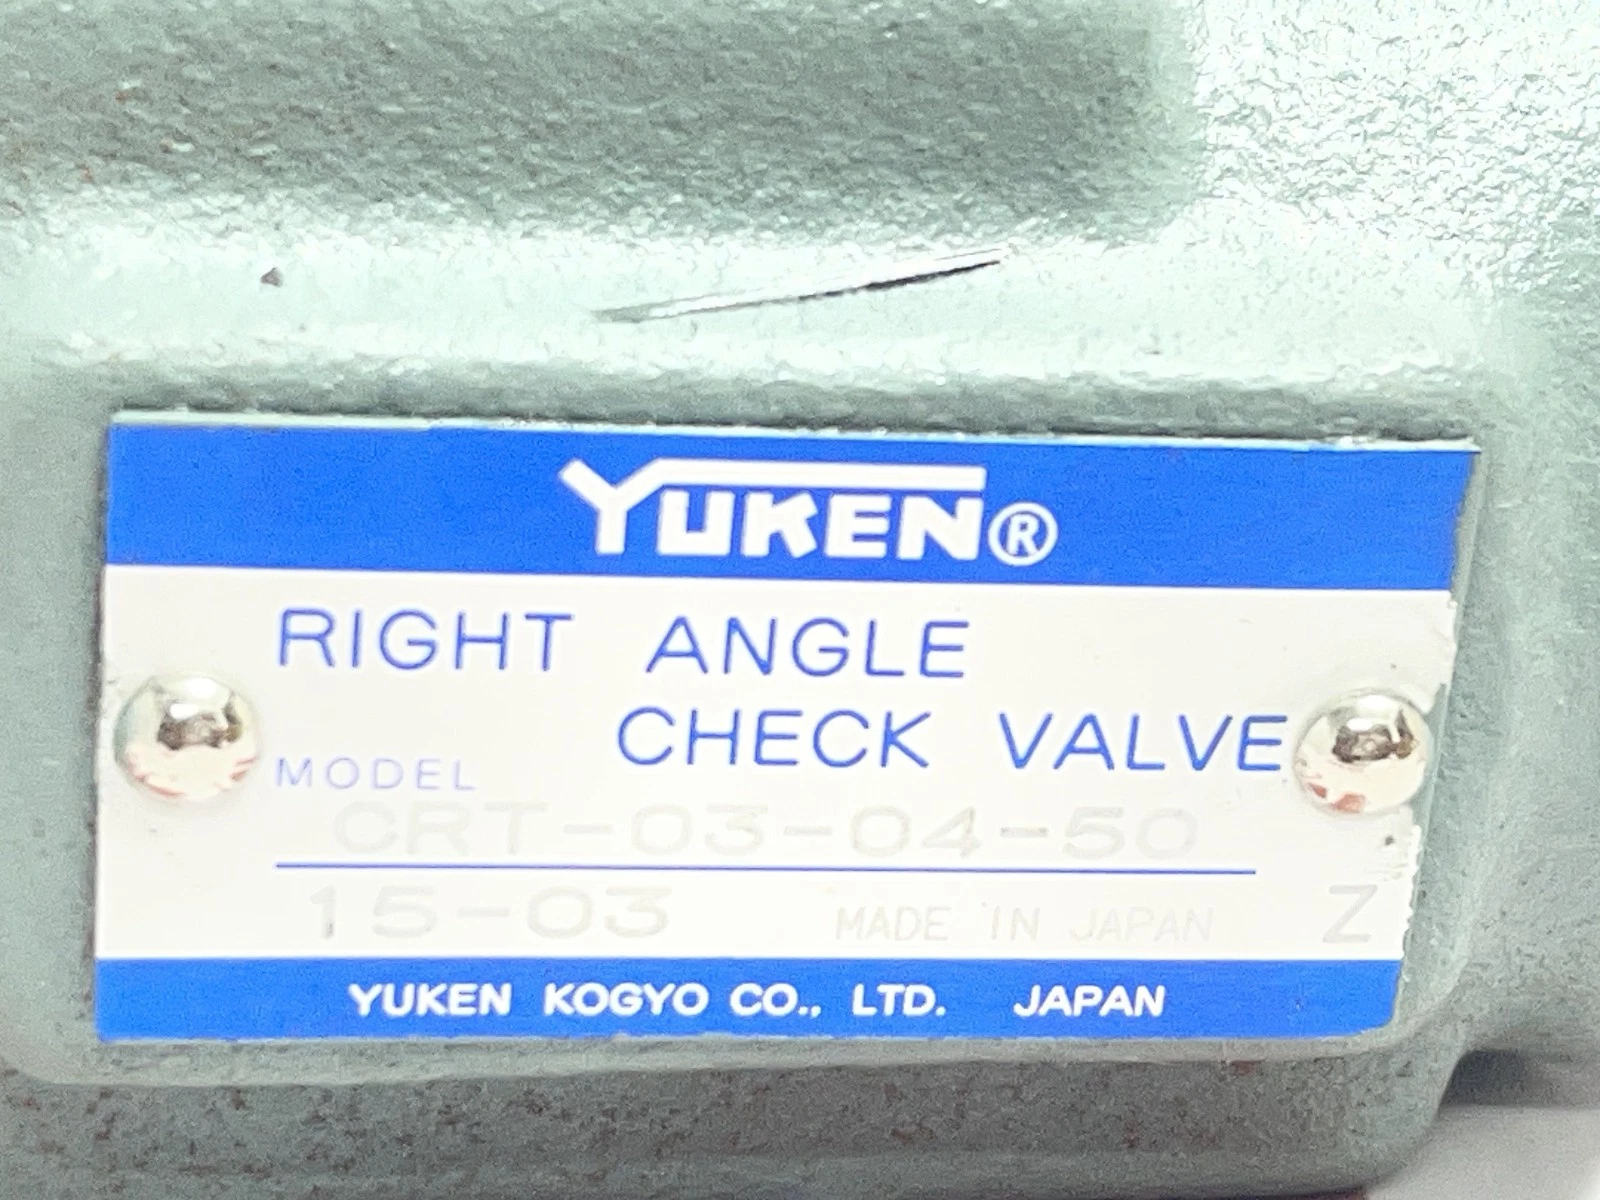 YUKEN®
RIGHT ANGLE
CHECK VALVE
MODEL
CRT-03-04-50
15-03 MADE IN JAPAN Z
YUKEN KOGYO CO., LTD. JAPAN